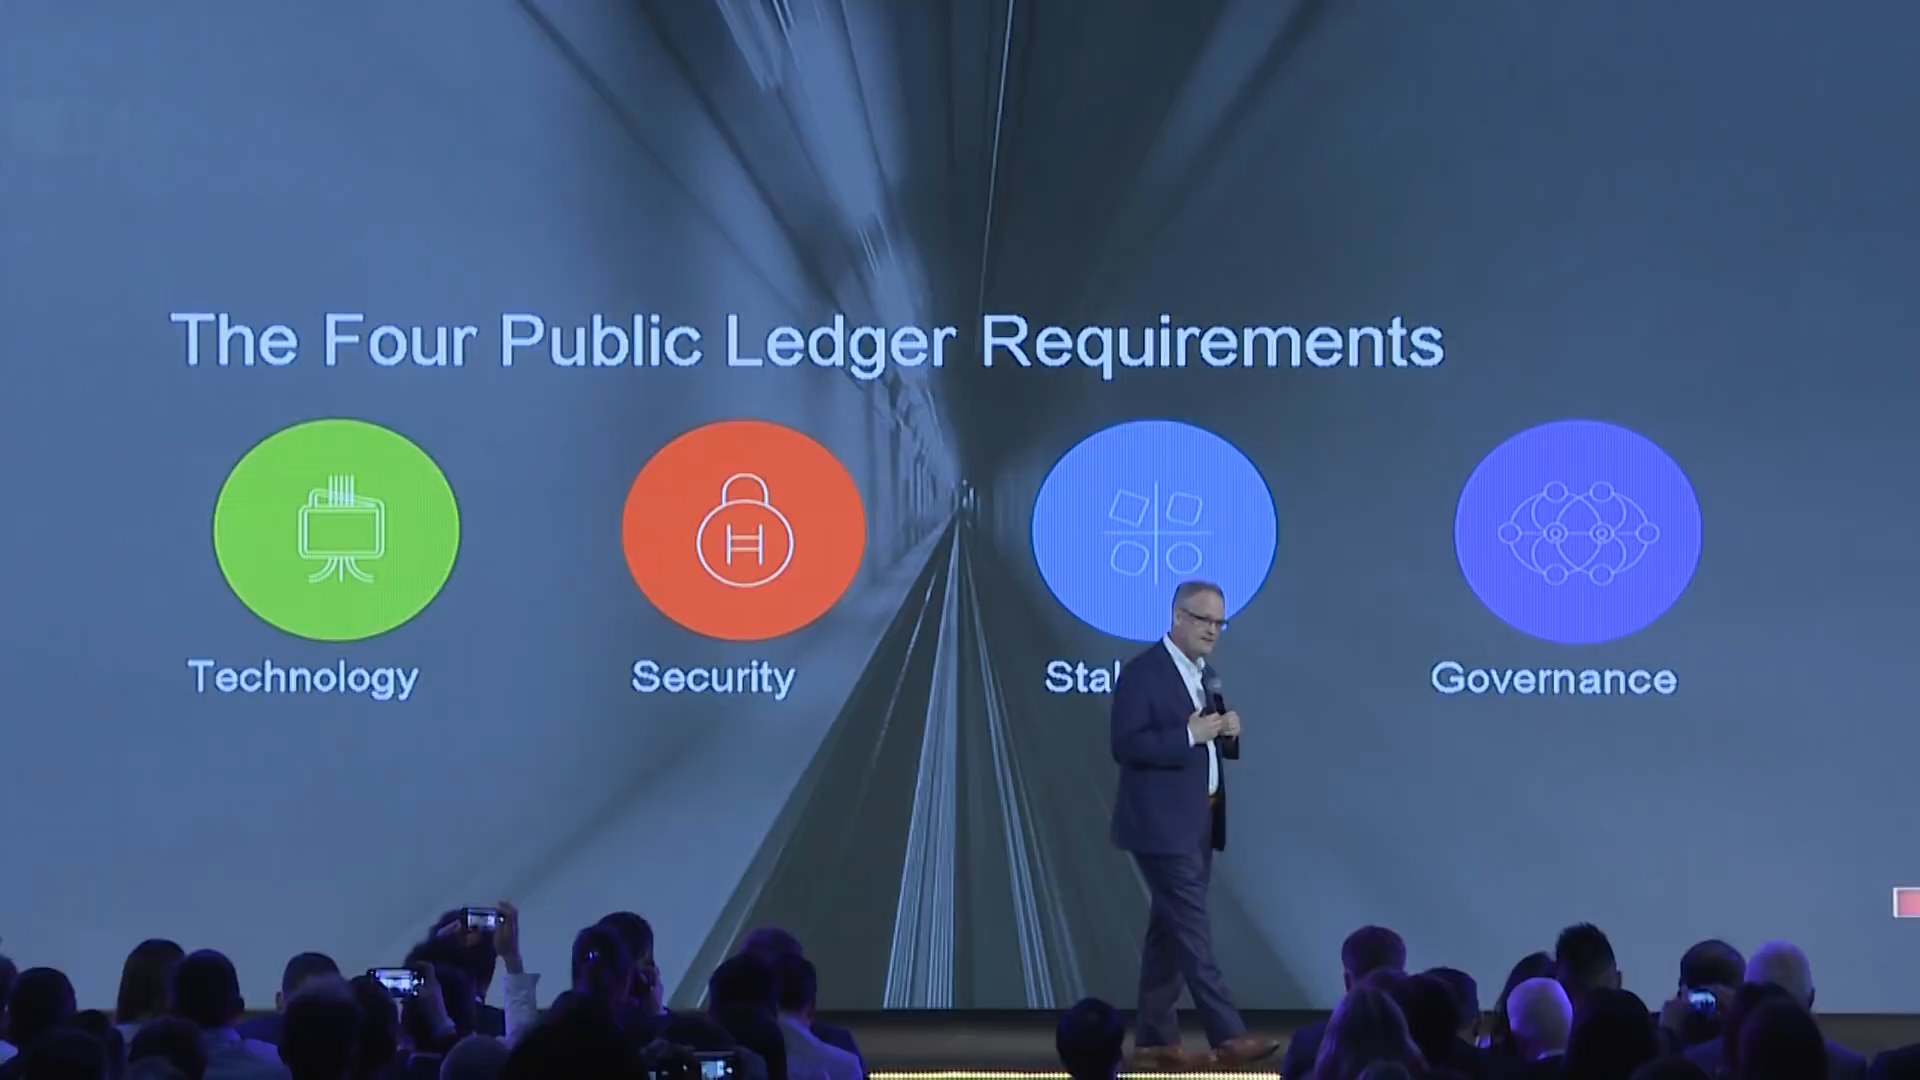 The Four Public Ledger Requirements
Technology
Security
Governance